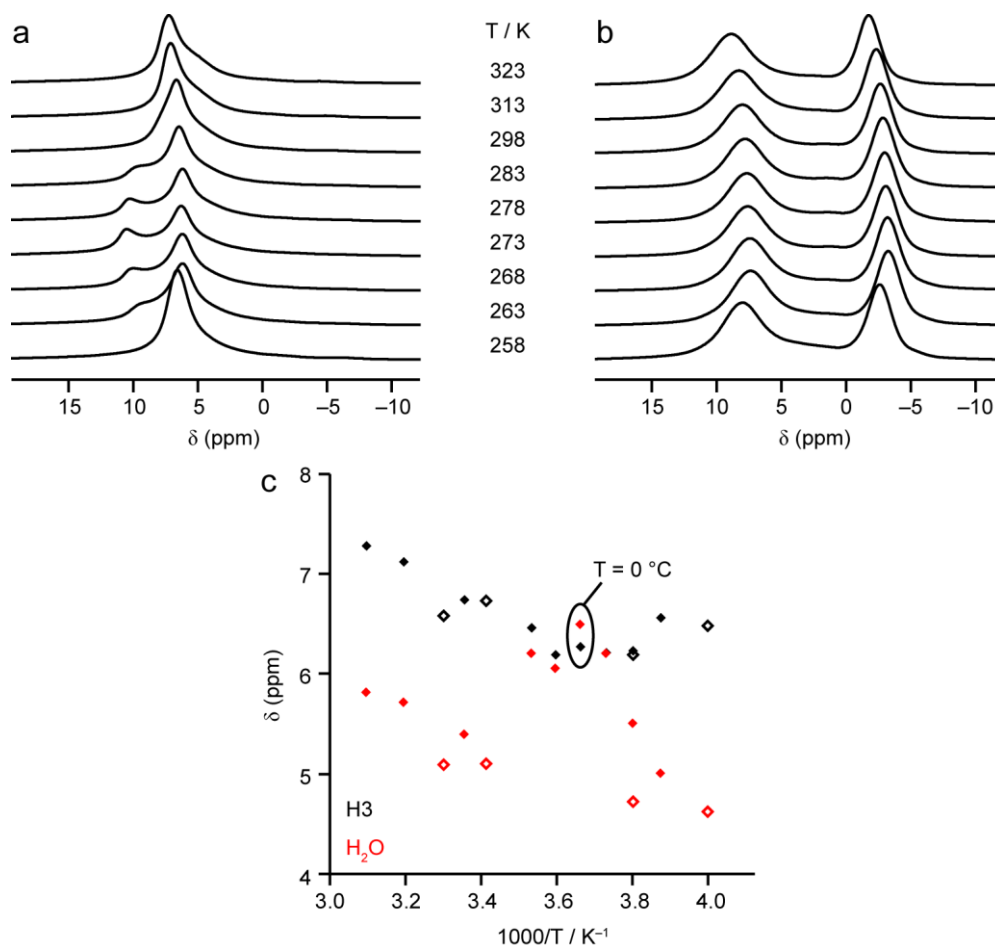 a
T / K
b
323
313
298
283
278
273
268
263
258
15 10 5 0 –5 –10
δ (ppm)
15 10 5 0 –5 –10
δ (ppm)
c
8
7
6
5
4
δ (ppm)
T = 0 °C
H3
H₂O
3.0 3.2 3.4 3.6 3.8 4.0
1000/T / K⁻¹